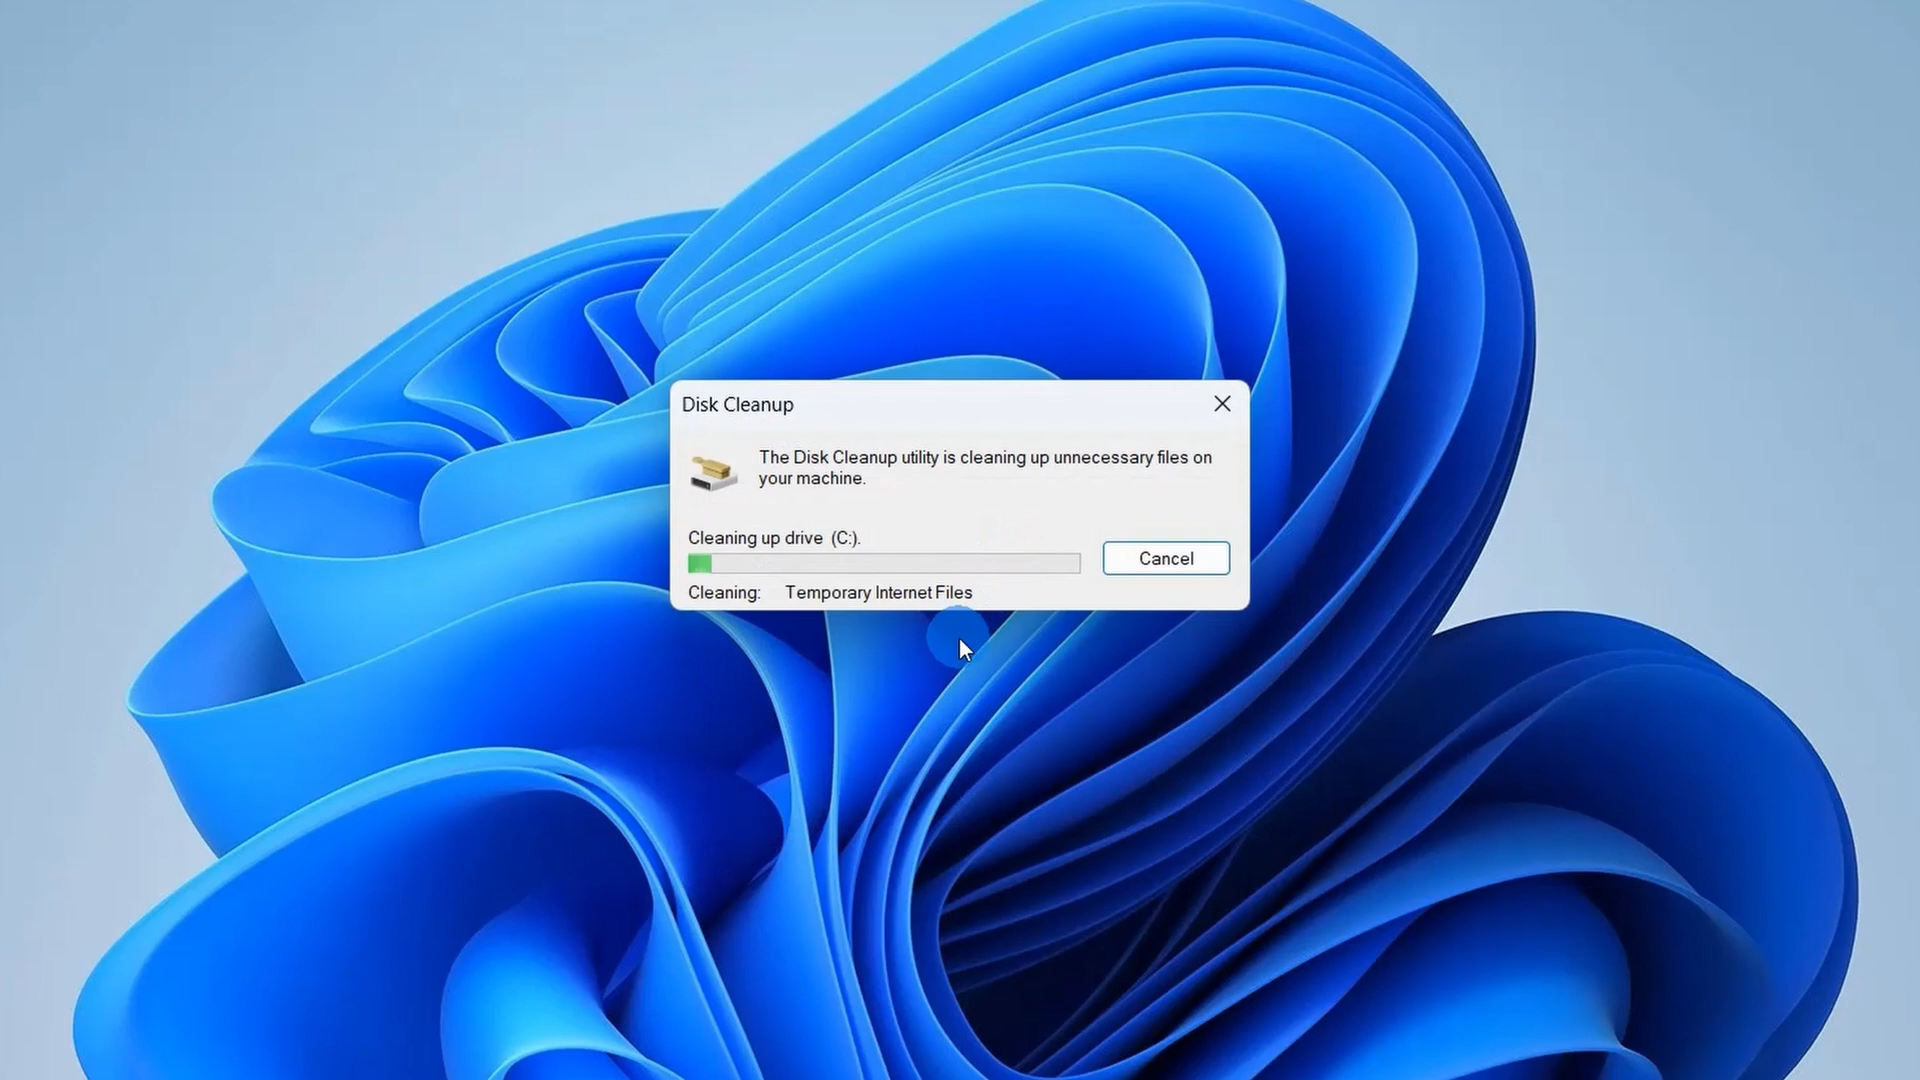 Disk Cleanup
The Disk Cleanup utility is cleaning up unnecessary files on
your machine.
Cleaning up drive (C:).
Cancel
Cleaning: Temporary Internet Files